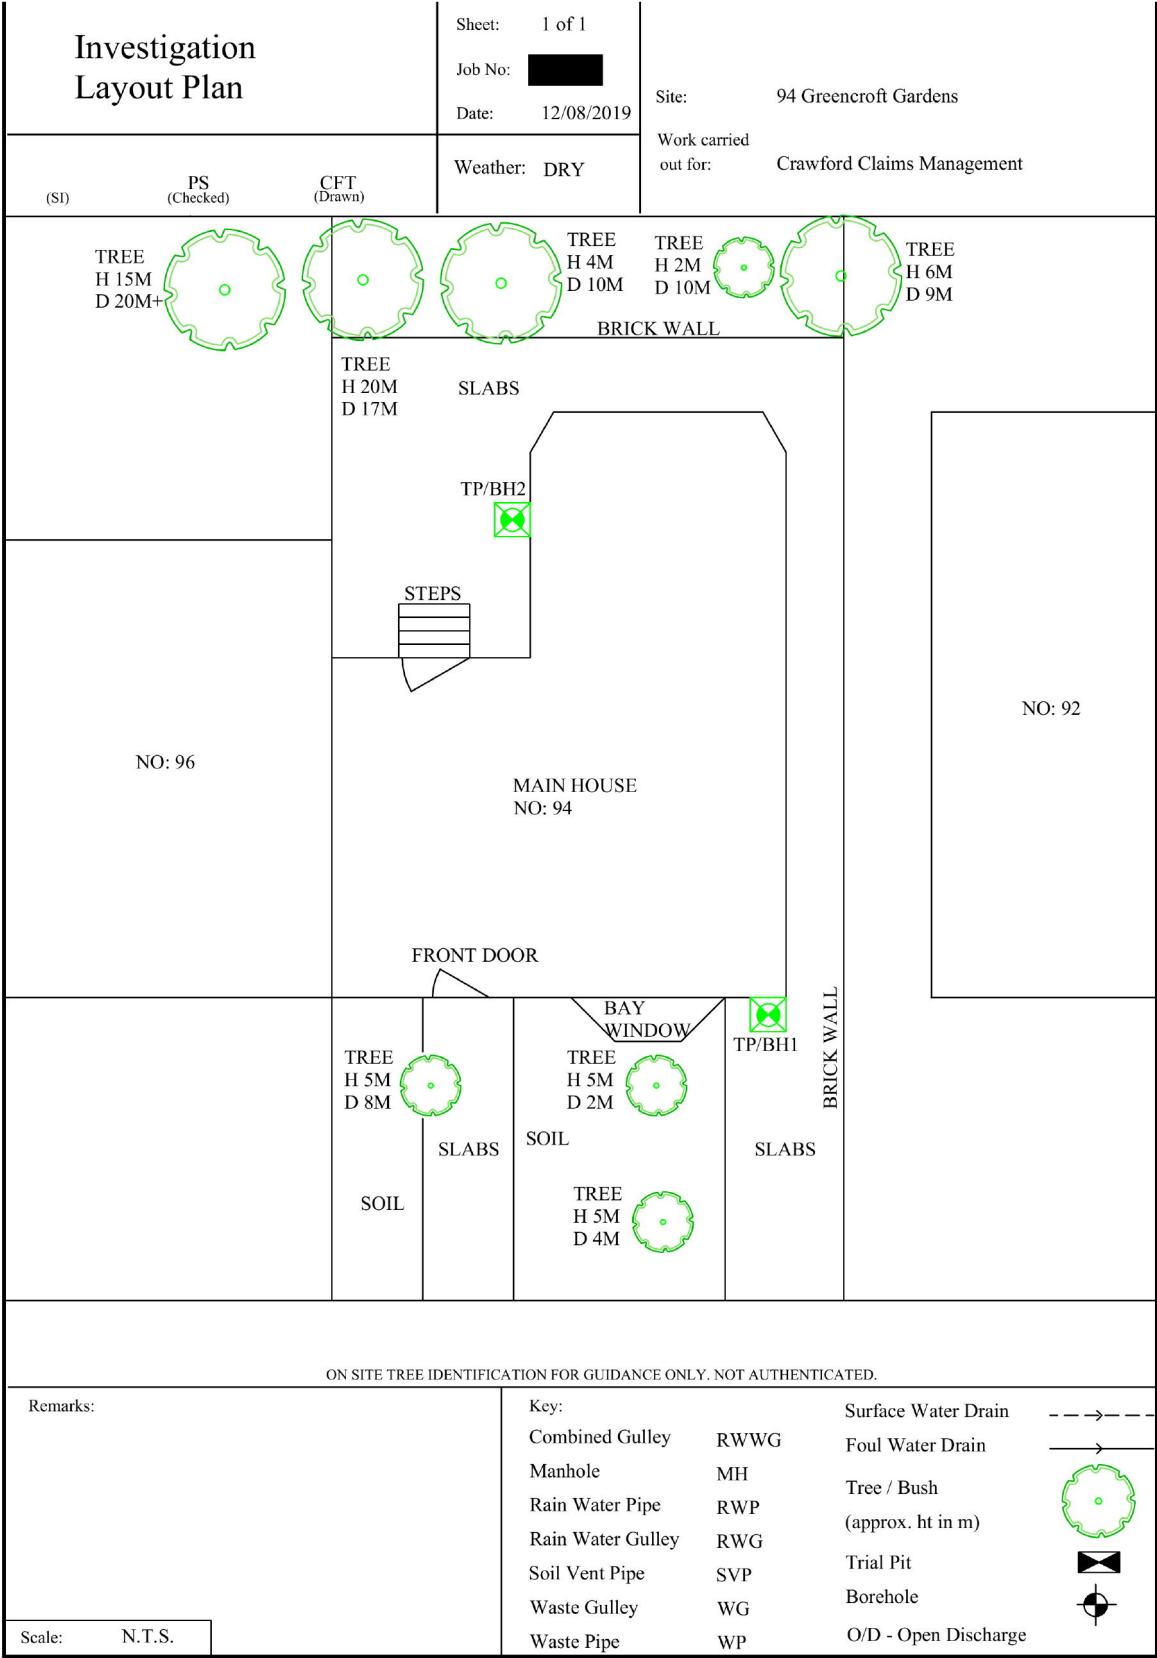 Investigation
Layout Plan
Sheet: 1 of 1
Job No:
Date: 12/08/2019
Weather: DRY
Site: 94 Greencroft Gardens
Work carried
out for: Crawford Claims Management
(SI)
PS
(Checked)
CFT
(Drawn)
TREE
H 15M
D 20M+
TREE
H 20M
D 17M
TREE
H 4M
D 10M
TREE
H 2M
D 10M
TREE
H 6M
D 9M
BRICK WALL
SLABS
TP/BH2
STEPS
NO: 92
NO: 96
MAIN HOUSE
NO: 94
FRONT DOOR
BAY
WINDOW
TP/BH1
BRICK WALL
TREE
H 5M
D 8M
TREE
H 5M
D 2M
SOIL
SLABS
SLABS
SOIL
TREE
H 5M
D 4M
ON SITE TREE IDENTIFICATION FOR GUIDANCE ONLY. NOT AUTHENTICATED.
Remarks:
Scale: N.T.S.
Key:
Combined Gulley RWWG
Manhole MH
Rain Water Pipe RWP
Rain Water Gulley RWG
Soil Vent Pipe SVP
Waste Gulley WG
Waste Pipe WP
Surface Water Drain
Foul Water Drain
Tree / Bush
(approx. ht in m)
Trial Pit
Borehole
O/D - Open Discharge